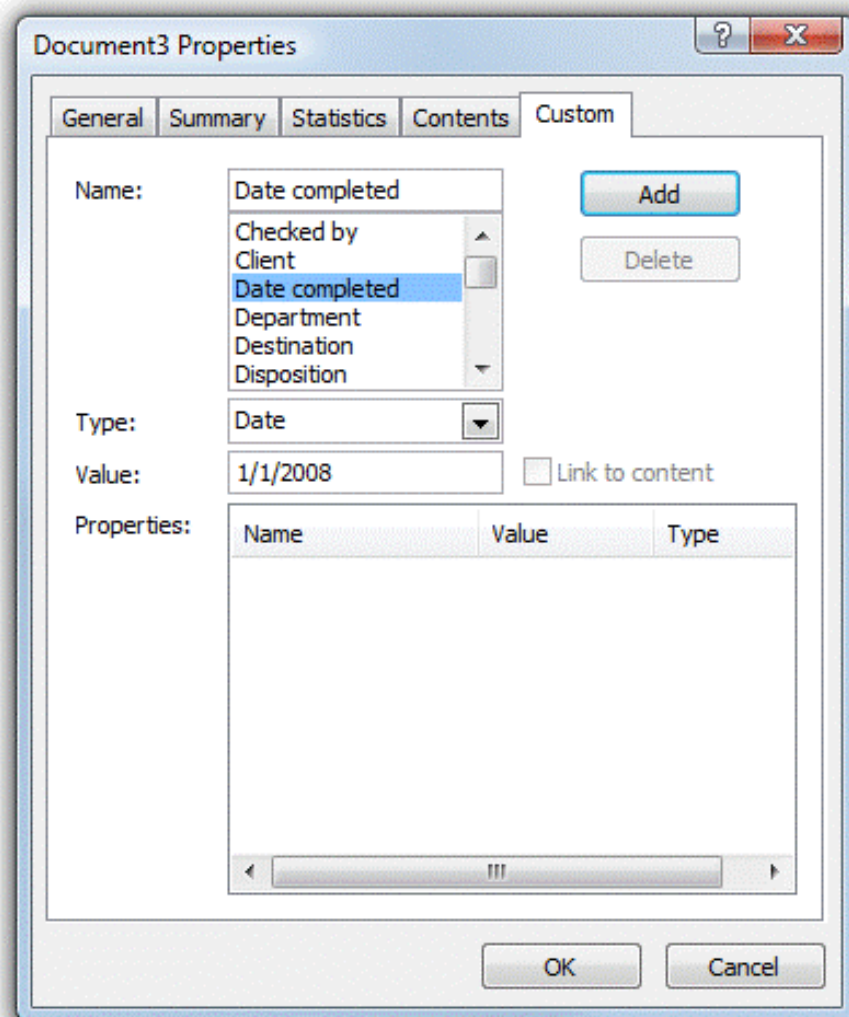 Document3 Properties
General Summary Statistics Contents Custom
Name: Date completed Add
Checked by
Client Delete
Date completed
Department
Destination
Disposition
Type: Date
Value: 1/1/2008 Link to content
Properties: Name Value Type
OK Cancel